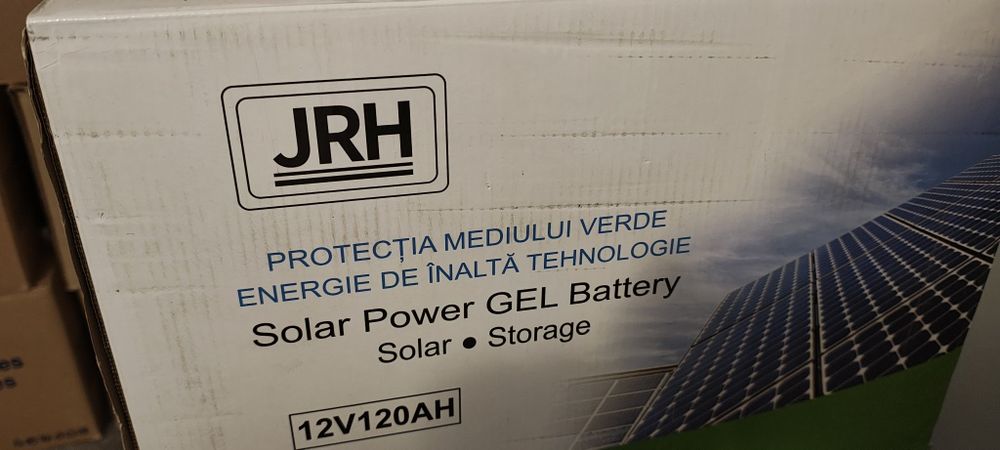 JRH
PROTECȚIA MEDIULUI VERDE
ENERGIE DE ÎNALTĂ TEHNOLOGIE
Solar Power GEL Battery
Solar ● Storage
12V120AH